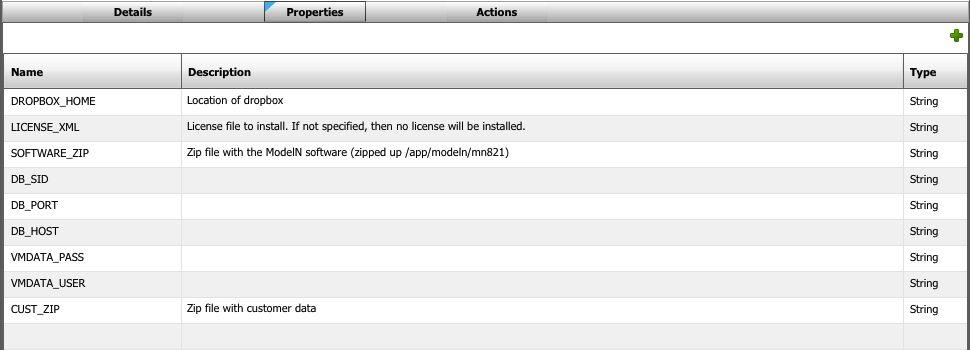 Details Properties Actions
Name Description Type
DROPBOX_HOME Location of dropbox String
LICENSE_XML License file to install. If not specified, then no license will be installed. String
SOFTWARE_ZIP Zip file with the ModelN software (zipped up /app/modeln/mn821) String
DB_SID String
DB_PORT String
DB_HOST String
VMDATA_PASS String
VMDATA_USER String
CUST_ZIP Zip file with customer data String